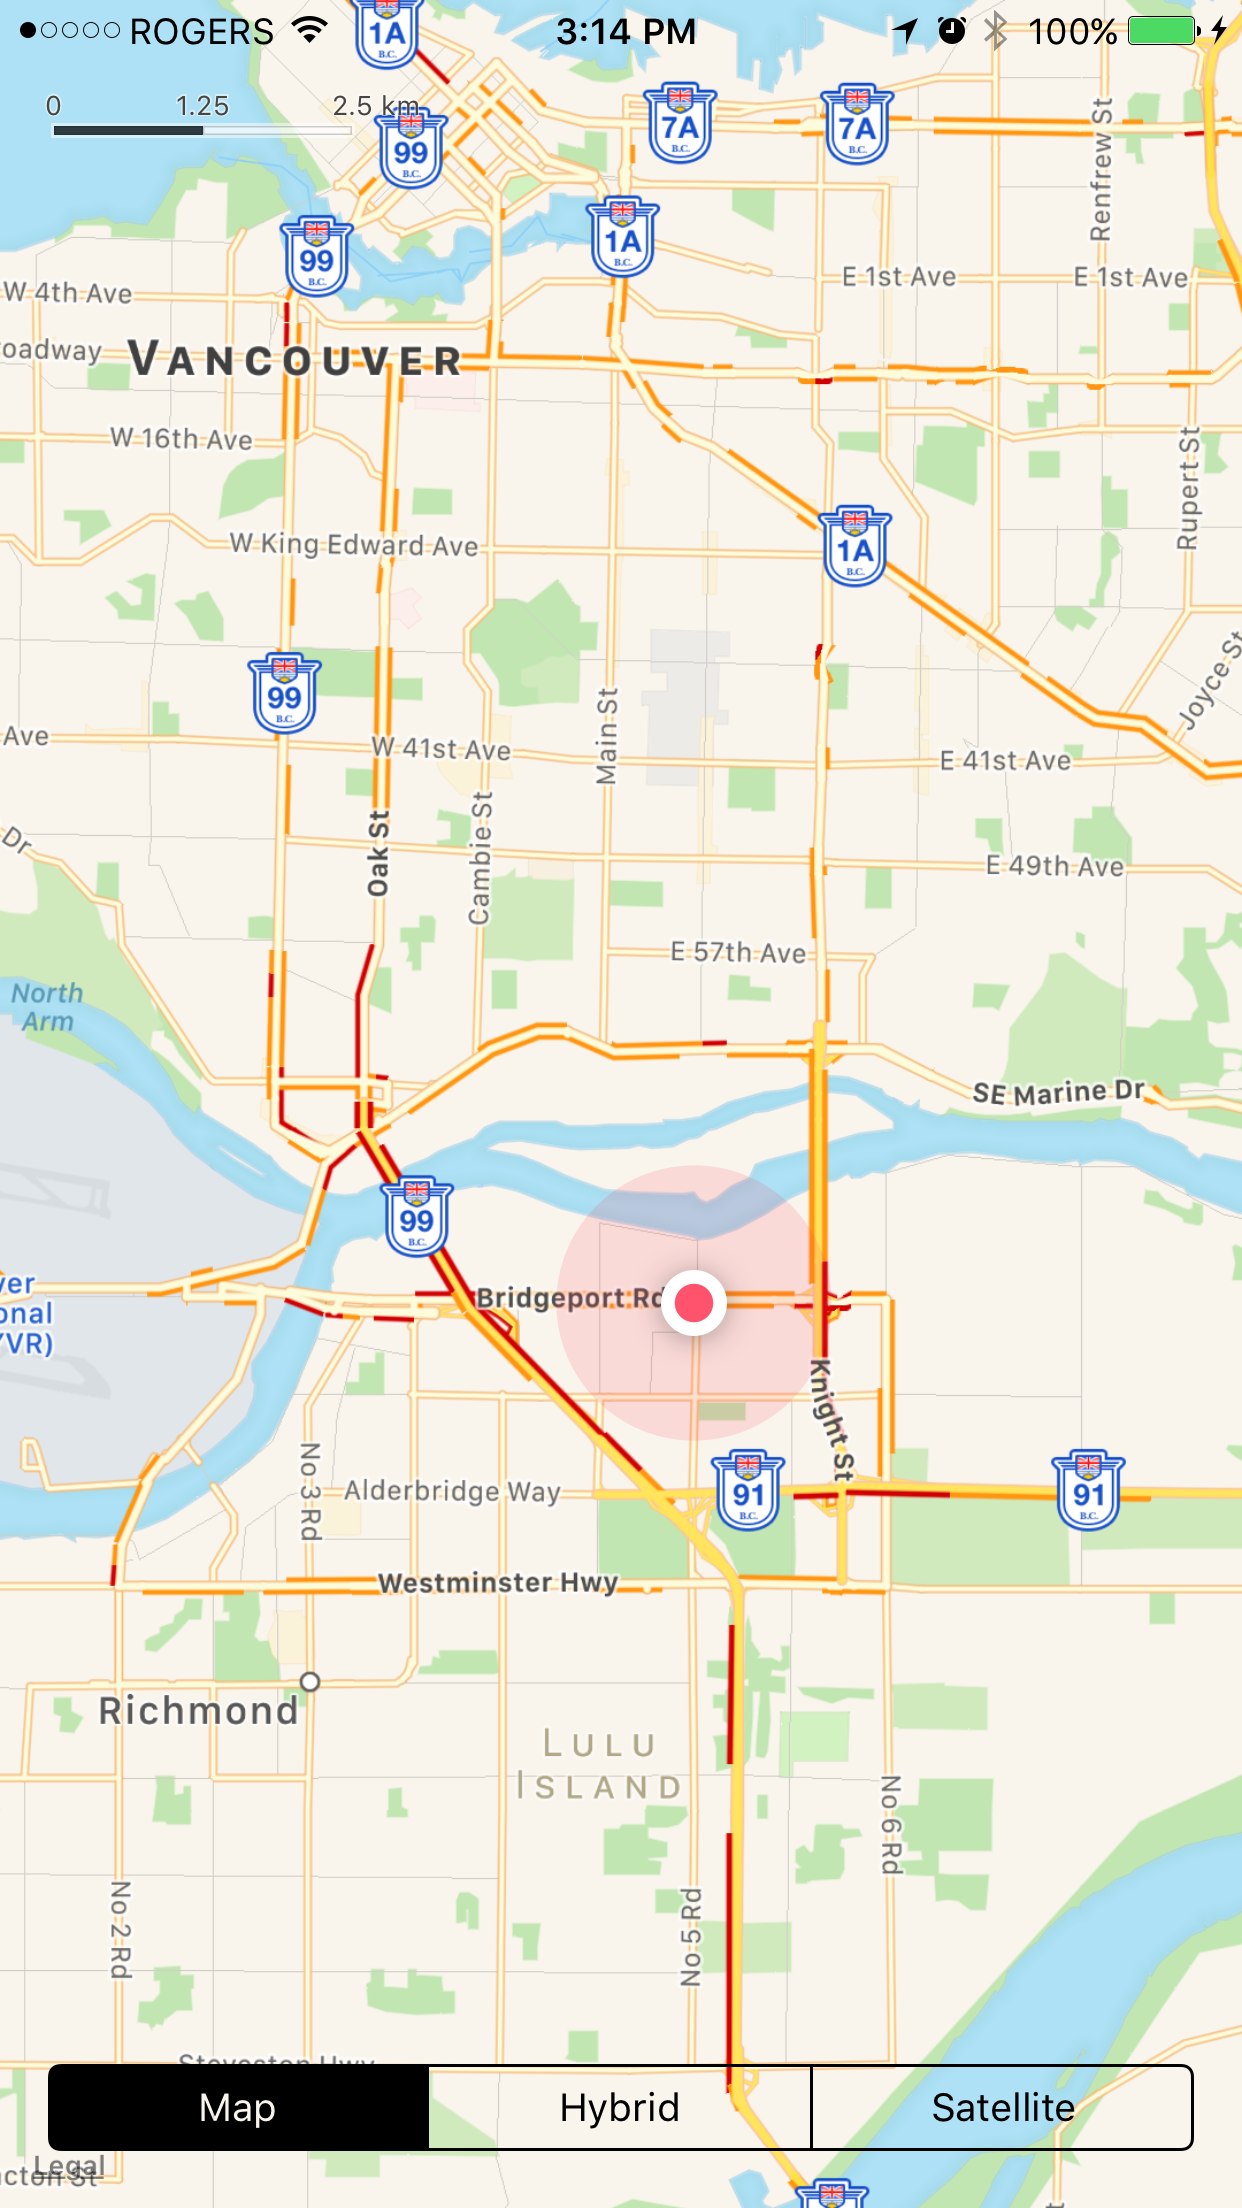 ROGERS 3:14 PM 100%
0 1.25 2.5 km
1A B.C.
99 B.C.
7A B.C.
7A B.C.
Renfrew St
1A B.C.
99 B.C.
E 1st Ave
E 1st Ave
W 4th Ave
oadway
VANCOUVER
W 16th Ave
Rupert St
W King Edward Ave
1A B.C.
Joyce St
99 B.C.
Main St
Ave
W 41st Ave
E 41st Ave
Dr
Oak St
Cambie St
E 49th Ave
E 57th Ave
North
Arm
SE Marine Dr
99 B.C.
ver
onal
YVR)
Bridgeport Rd
Knight St
No 3 Rd
Alderbridge Way
91 B.C.
91 B.C.
Westminster Hwy
Richmond
LULU
ISLAND
No 6 Rd
No 2 Rd
No 5 Rd
Steveston Hwy
Map Hybrid Satellite
Legal
cton St